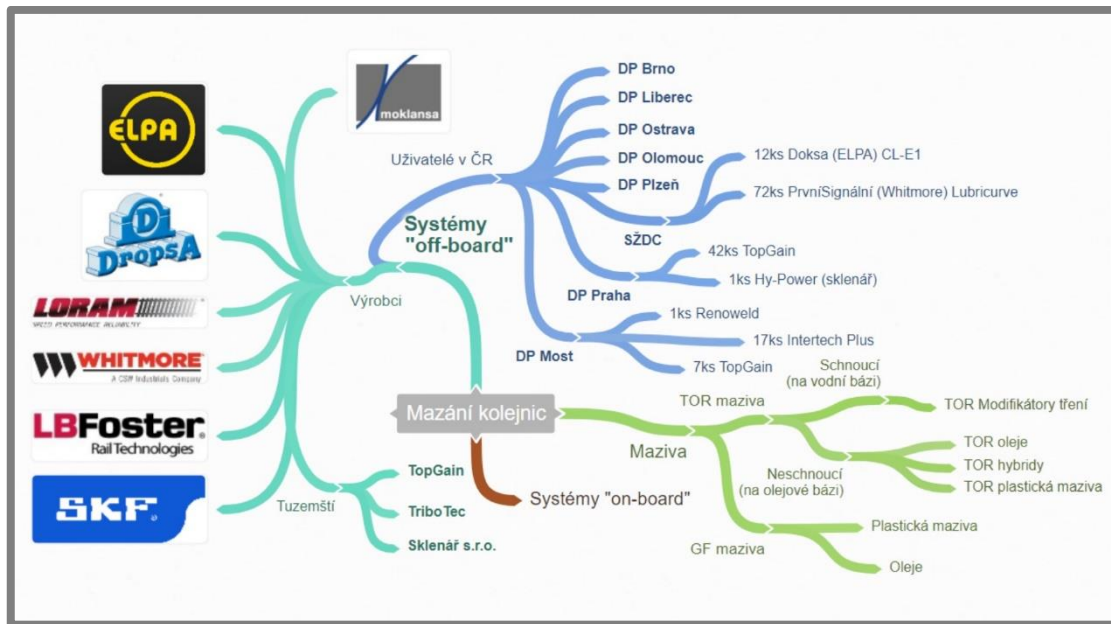 moklansa
ELPA
D
DROPSA
LORAM
SPEED PERFORMANCE RELIABILITY
WHITMORE®
A CSW Industrials Company
LBFoster®
Rail Technologies
SKF®
Výrobci
Tuzemští
TopGain
TriboTec
Sklenář s.r.o.
Systémy
"off-board"
Uživatelé v ČR
DP Brno
DP Liberec
DP Ostrava
DP Olomouc
DP Plzeň
SŽDC
12ks Doksa (ELPA) CL-E1
72ks PrvníSignální (Whitmore) Lubricurve
DP Praha
42ks TopGain
1ks Hy-Power (sklenář)
DP Most
1ks Renoweld
17ks Intertech Plus
7ks TopGain
Mazání kolejnic
Systémy "on-board"
Maziva
TOR maziva
Schnoucí
(na vodní bázi)
TOR Modifikátory tření
Neschnoucí
(na olejové bázi)
TOR oleje
TOR hybridy
TOR plastická maziva
GF maziva
Plastická maziva
Oleje